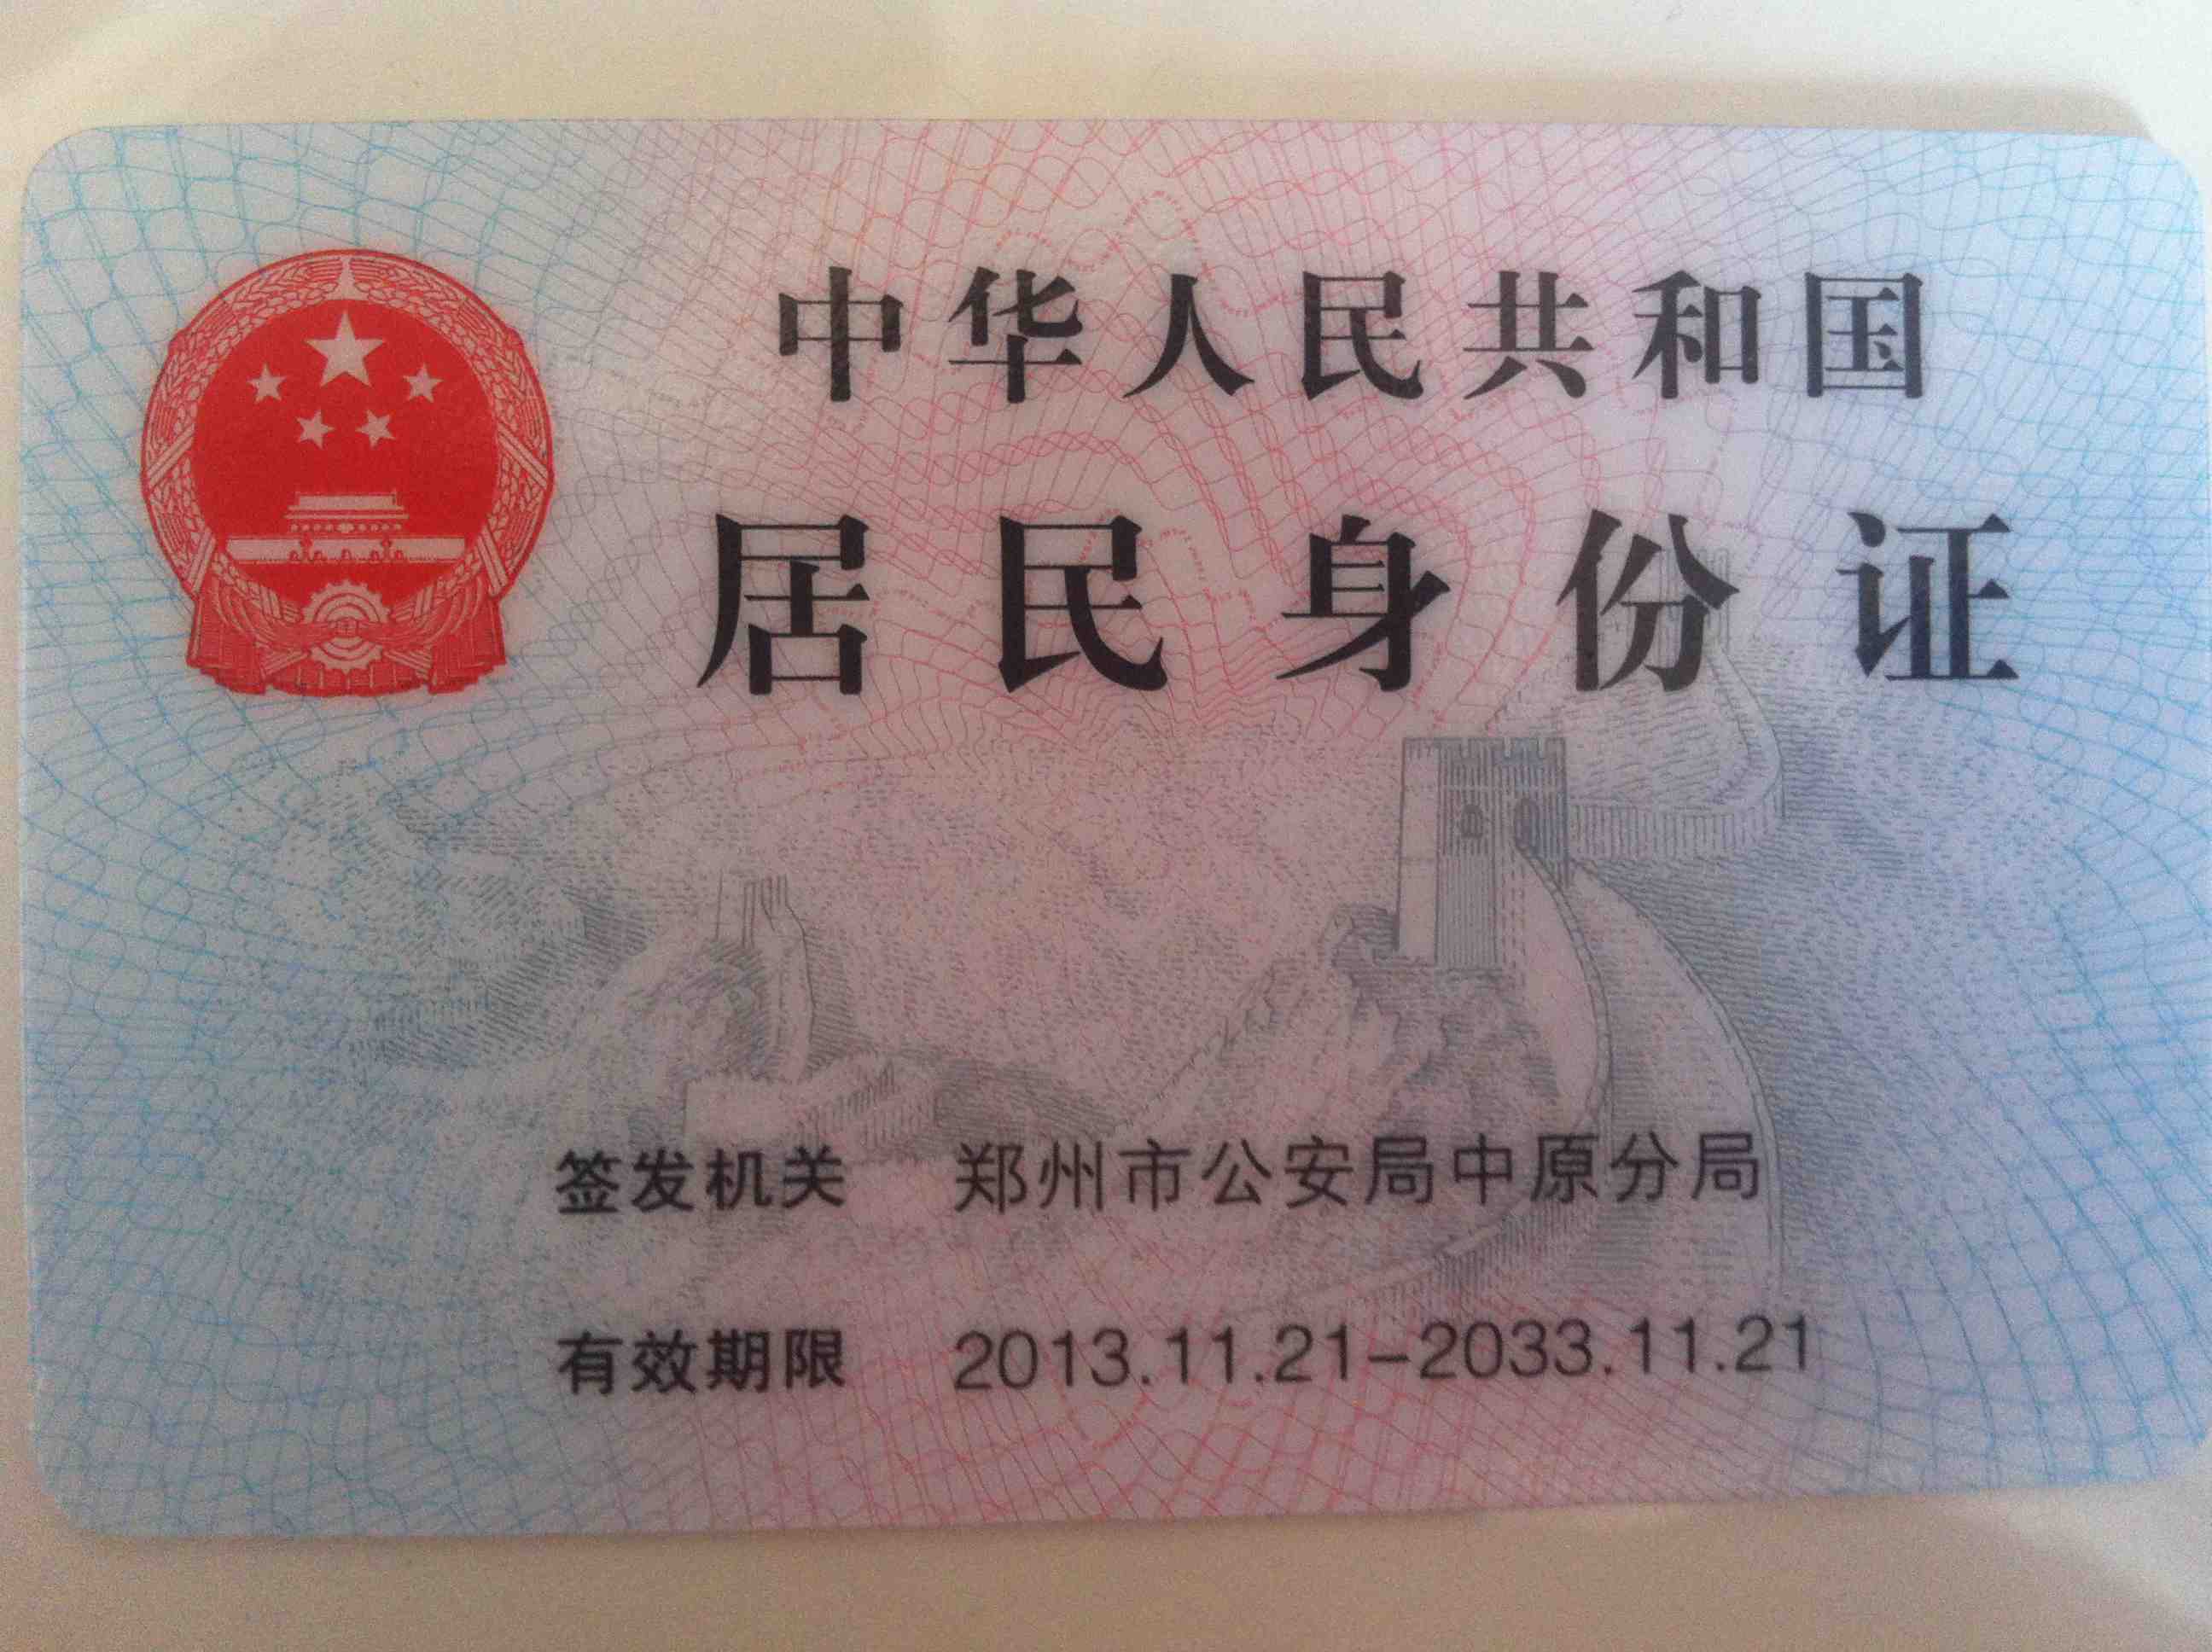 中华人民共和国
居民身份证
签发机关 郑州市公安局中原分局
有效期限 2013.11.21-2033.11.21